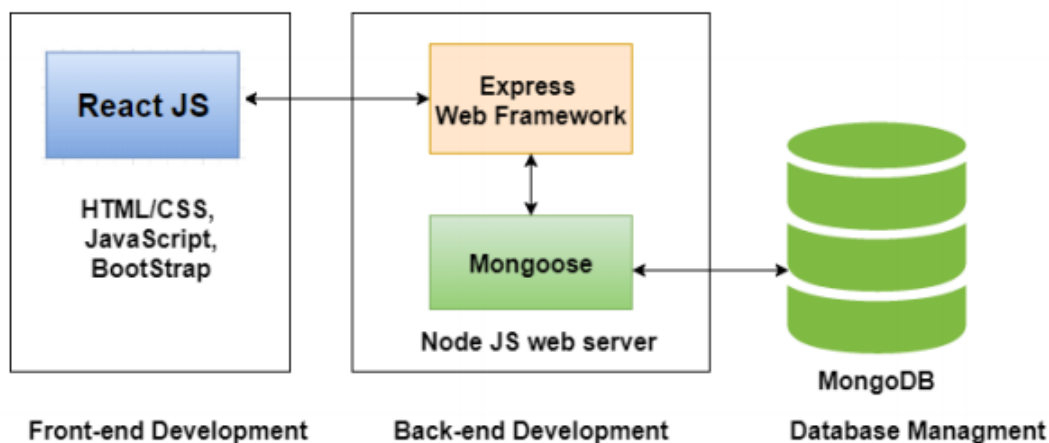 React JS
HTML/CSS,
JavaScript,
BootStrap
Express
Web Framework
Mongoose
Node JS web server
MongoDB
Front-end Development
Back-end Development
Database Managment